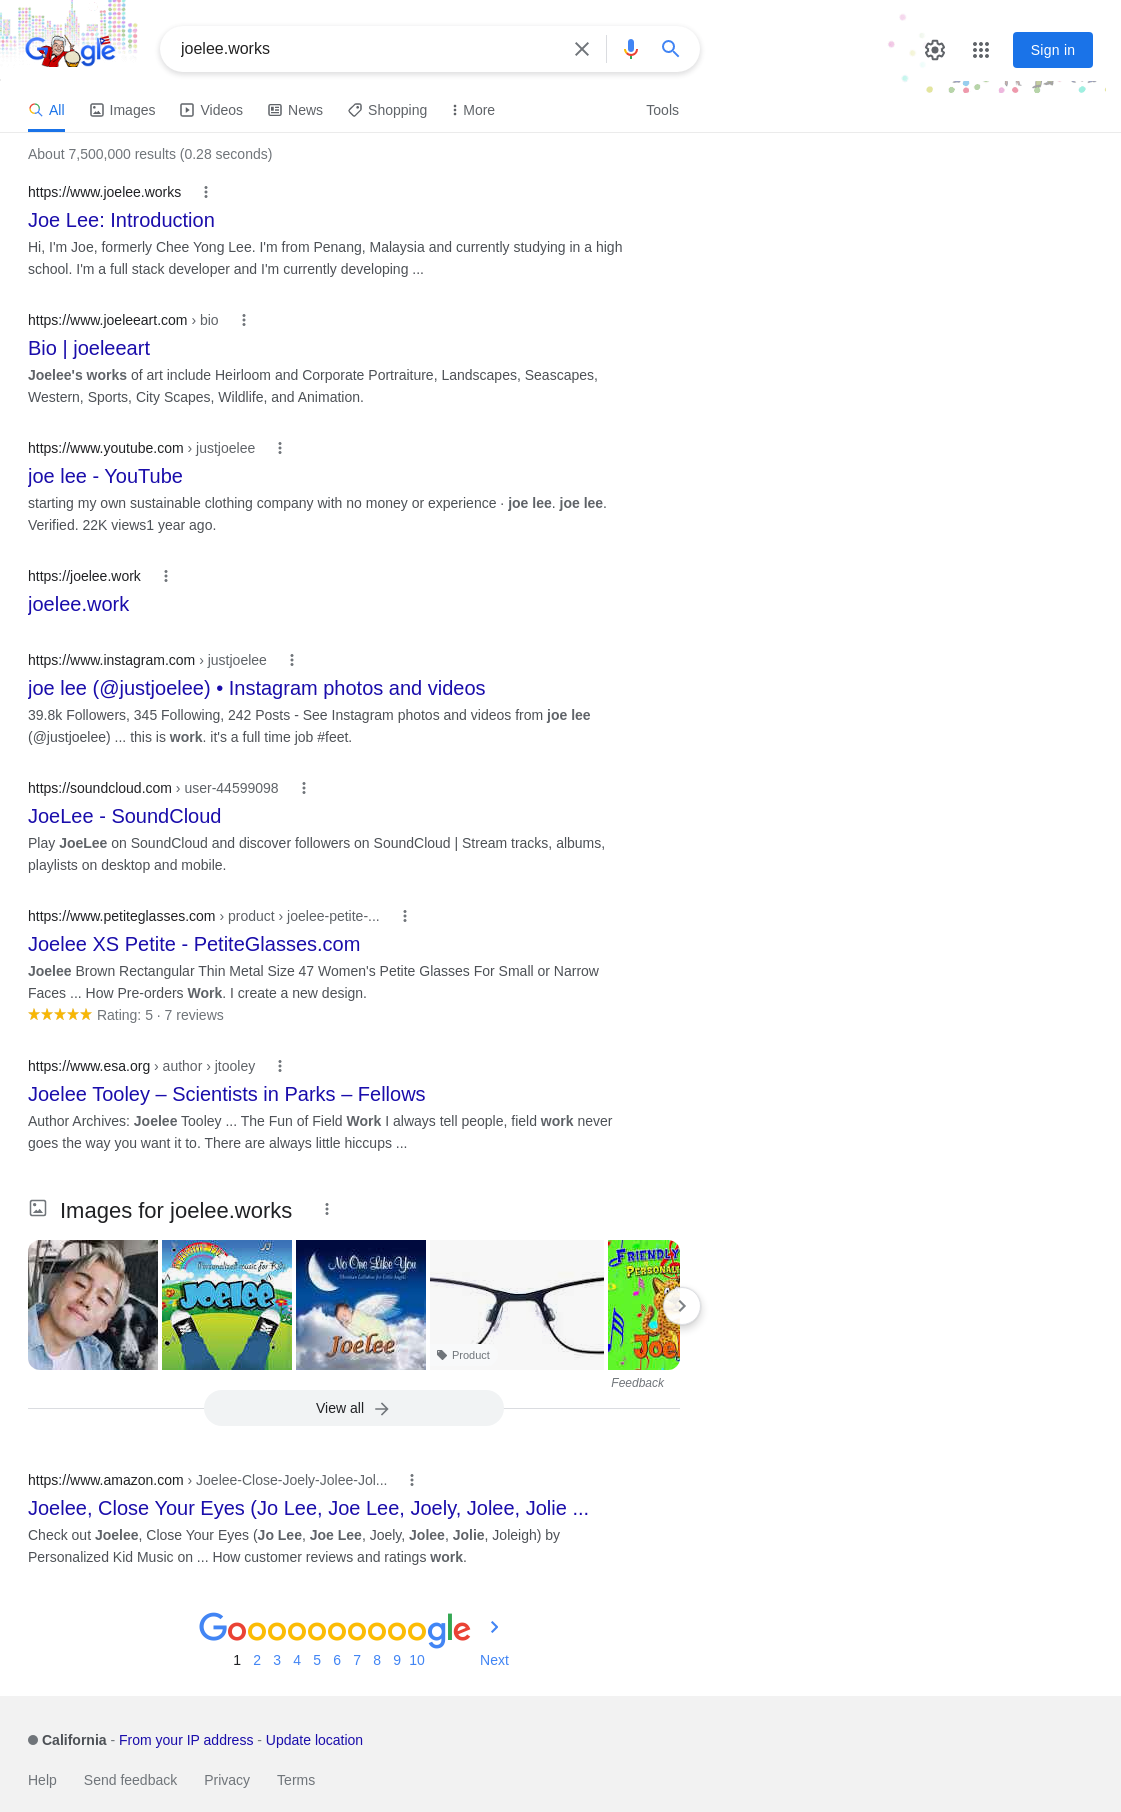 Google
joelee.works
Sign in
All
Images
Videos
News
Shopping
More
Tools
About 7,500,000 results (0.28 seconds)
https://www.joelee.works
Joe Lee: Introduction
Hi, I'm Joe, formerly Chee Yong Lee. I'm from Penang, Malaysia and currently studying in a high
school. I'm a full stack developer and I'm currently developing ...
https://www.joeleeart.com › bio
Bio | joeleeart
Joelee's works of art include Heirloom and Corporate Portraiture, Landscapes, Seascapes,
Western, Sports, City Scapes, Wildlife, and Animation.
https://www.youtube.com › justjoelee
joe lee - YouTube
starting my own sustainable clothing company with no money or experience · joe lee. joe lee.
Verified. 22K views1 year ago.
https://joelee.work
joelee.work
https://www.instagram.com › justjoelee
joe lee (@justjoelee) • Instagram photos and videos
39.8k Followers, 345 Following, 242 Posts - See Instagram photos and videos from joe lee
(@justjoelee) ... this is work. it's a full time job #feet.
https://soundcloud.com › user-44599098
JoeLee - SoundCloud
Play JoeLee on SoundCloud and discover followers on SoundCloud | Stream tracks, albums,
playlists on desktop and mobile.
https://www.petiteglasses.com › product › joelee-petite-...
Joelee XS Petite - PetiteGlasses.com
Joelee Brown Rectangular Thin Metal Size 47 Women's Petite Glasses For Small or Narrow
Faces ... How Pre-orders Work. I create a new design.
Rating: 5 · 7 reviews
https://www.esa.org › author › jtooley
Joelee Tooley – Scientists in Parks – Fellows
Author Archives: Joelee Tooley ... The Fun of Field Work I always tell people, field work never
goes the way you want it to. There are always little hiccups ...
Images for joelee.works
Personalized music for Kids
Joelee
No One Like You
Christian Lullabies for Little Angels
Joelee
Product
FRIENDLY
PERSONAL
Joe
Feedback
View all
https://www.amazon.com › Joelee-Close-Joely-Jolee-Jol...
Joelee, Close Your Eyes (Jo Lee, Joe Lee, Joely, Jolee, Jolie ...
Check out Joelee, Close Your Eyes (Jo Lee, Joe Lee, Joely, Jolee, Jolie, Joleigh) by
Personalized Kid Music on ... How customer reviews and ratings work.
Goooooooooogle
1 2 3 4 5 6 7 8 9 10 Next
California - From your IP address - Update location
Help Send feedback Privacy Terms